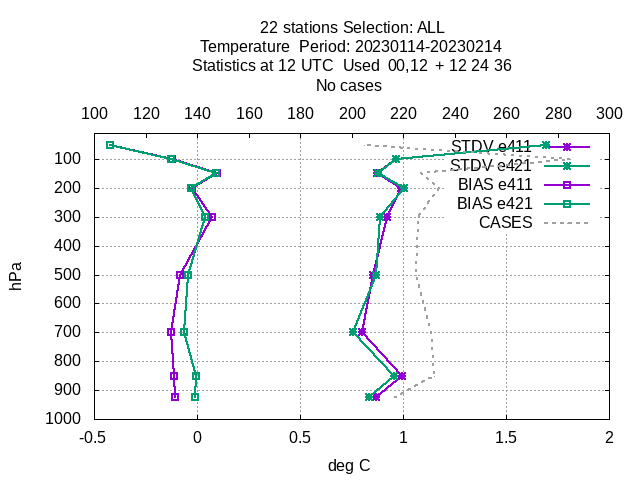 22 stations Selection: ALL
Temperature  Period: 20230114-20230214
Statistics at 12 UTC  Used  00,12  + 12 24 36
No cases
100 120 140 160 180 200 220 240 260 280 300
STDV e411
STDV e421
BIAS e411
BIAS e421
CASES
100
200
300
400
500
600
700
800
900
1000
hPa
-0.5 0 0.5 1 1.5 2
deg C